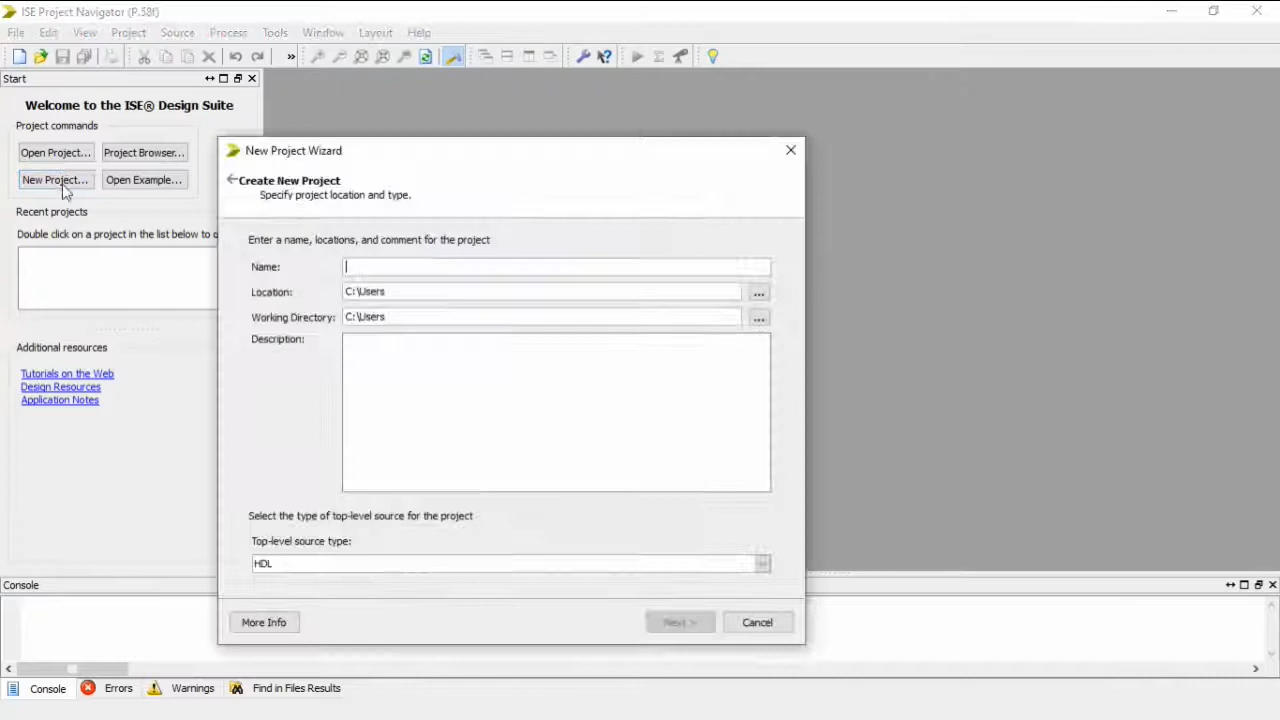 ISE Project Navigator (P.58f)
File Edit View Project Source Process Tools Window Layout Help
»
Start
Welcome to the ISE® Design Suite
Project commands
Open Project... Project Browser...
New Project... Open Example...
Recent projects
Double click on a project in the list below to
Additional resources
Tutorials on the Web
Design Resources
Application Notes
New Project Wizard
Create New Project
Specify project location and type.
Enter a name, locations, and comment for the project
Name:
Location: C:\Users ...
Working Directory: C:\Users ...
Description:
Select the type of top-level source for the project
Top-level source type:
HDL
More Info Next > Cancel
Console
Console Errors Warnings Find in Files Results